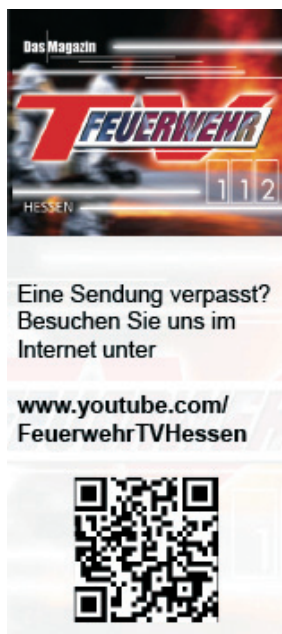 Das Magazin
TV
FEUERWEHR
112
HESSEN
Eine Sendung verpasst?
Besuchen Sie uns im
Internet unter
www.youtube.com/
FeuerwehrTVHessen